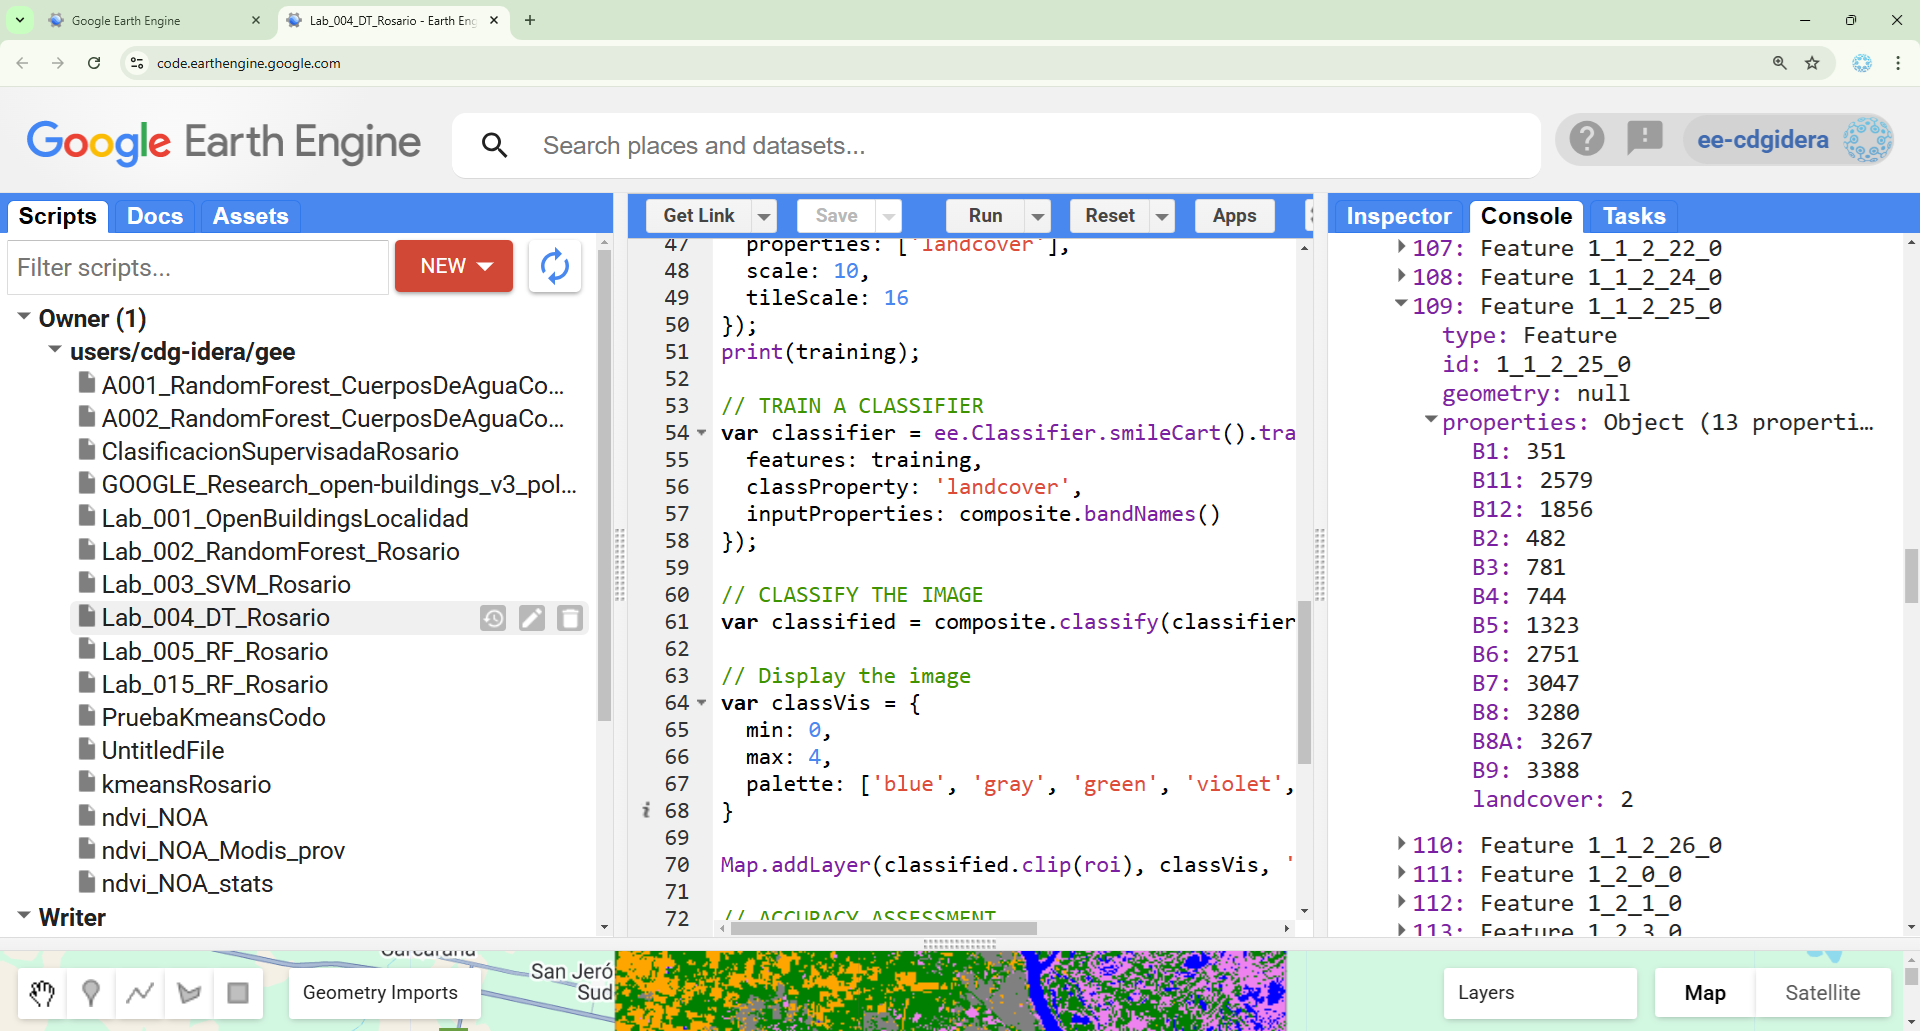 Google Earth Engine
Lab_004_DT_Rosario - Earth Eng
code.earthengine.google.com
Google Earth Engine
Search places and datasets...
ee-cdgidera
Scripts Docs Assets
Filter scripts...
NEW
Owner (1)
users/cdg-idera/gee
A001_RandomForest_CuerposDeAguaCo...
A002_RandomForest_CuerposDeAguaCo...
ClasificacionSupervisadaRosario
GOOGLE_Research_open-buildings_v3_pol...
Lab_001_OpenBuildingsLocalidad
Lab_002_RandomForest_Rosario
Lab_003_SVM_Rosario
Lab_004_DT_Rosario
Lab_005_RF_Rosario
Lab_015_RF_Rosario
PruebaKmeansCodo
UntitledFile
kmeansRosario
ndvi_NOA
ndvi_NOA_Modis_prov
ndvi_NOA_stats
Writer
Get Link Save Run Reset Apps
47 properties: ['landcover'],
48 scale: 10,
49 tileScale: 16
50 });
51 print(training);
52
53 // TRAIN A CLASSIFIER
54 var classifier = ee.Classifier.smileCart().tra
55 features: training,
56 classProperty: 'landcover',
57 inputProperties: composite.bandNames()
58 });
59
60 // CLASSIFY THE IMAGE
61 var classified = composite.classify(classifier
62
63 // Display the image
64 var classVis = {
65 min: 0,
66 max: 4,
67 palette: ['blue', 'gray', 'green', 'violet',
i 68 }
69
70 Map.addLayer(classified.clip(roi), classVis, '
71
72 // ACCURACY ASSESSMENT
Inspector Console Tasks
107: Feature 1_1_2_22_0
108: Feature 1_1_2_24_0
109: Feature 1_1_2_25_0
type: Feature
id: 1_1_2_25_0
geometry: null
properties: Object (13 properti...
B1: 351
B11: 2579
B12: 1856
B2: 482
B3: 781
B4: 744
B5: 1323
B6: 2751
B7: 3047
B8: 3280
B8A: 3267
B9: 3388
landcover: 2
110: Feature 1_1_2_26_0
111: Feature 1_2_0_0
112: Feature 1_2_1_0
113: Feature 1_2_3_0
Carcarañá
San Jeró
Sud
Geometry Imports
Layers
Map Satellite